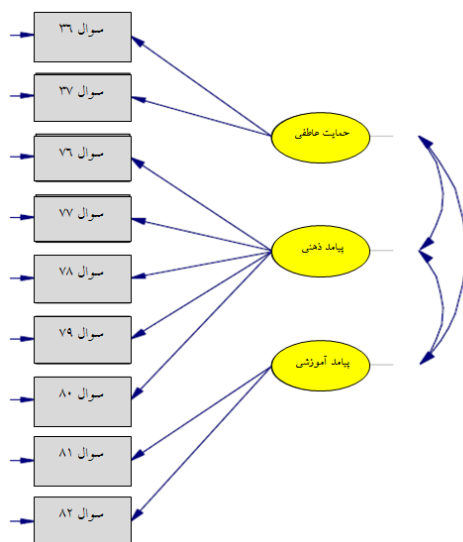 سوال ۳۶
سوال ۳۷
سوال ۷۶
سوال ۷۷
سوال ۷۸
سوال ۷۹
سوال ۸۰
سوال ۸۱
سوال ۸۲
حمایت عاطفی
پیامد ذهنی
پیامد آموزشی